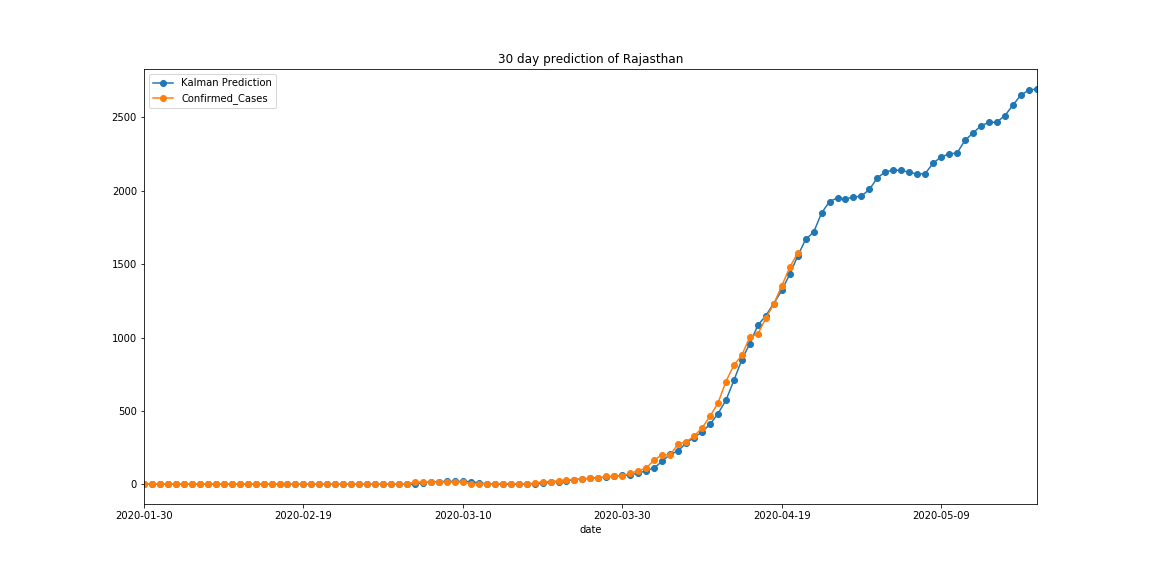 30 day prediction of Rajasthan
Kalman Prediction
Confirmed_Cases
2500
2000
1500
1000
500
0
2020-01-30 2020-02-19 2020-03-10 2020-03-30 2020-04-19 2020-05-09
date